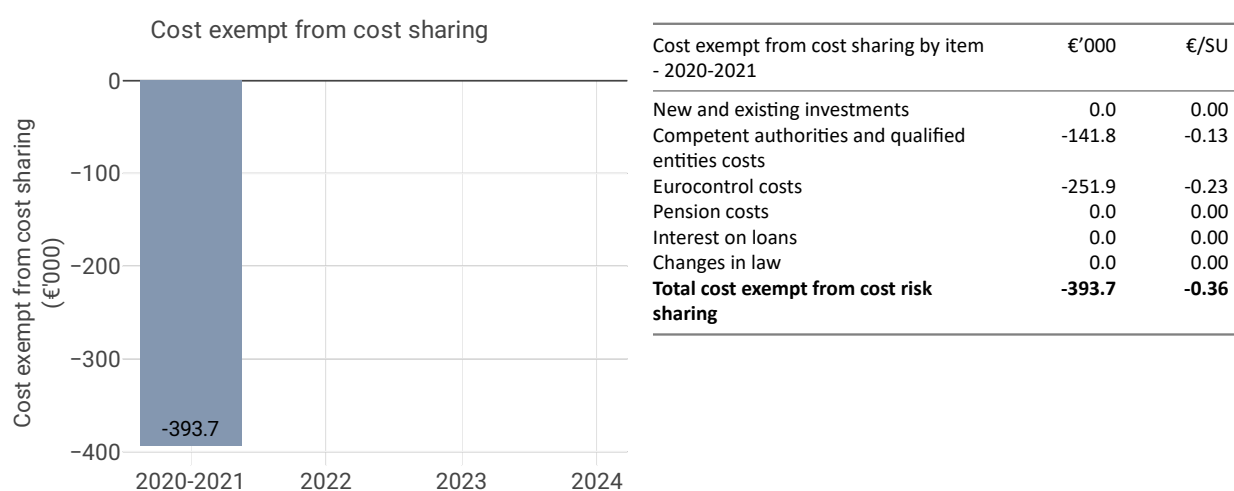 Cost exempt from cost sharing
Cost exempt from cost sharing
(€'000)
0
−100
−200
−300
−400
-393.7
2020-2021 2022 2023 2024
Cost exempt from cost sharing by item €’000 €/SU
- 2020-2021
New and existing investments 0.0 0.00
Competent authorities and qualified -141.8 -0.13
entities costs
Eurocontrol costs -251.9 -0.23
Pension costs 0.0 0.00
Interest on loans 0.0 0.00
Changes in law 0.0 0.00
Total cost exempt from cost risk -393.7 -0.36
sharing